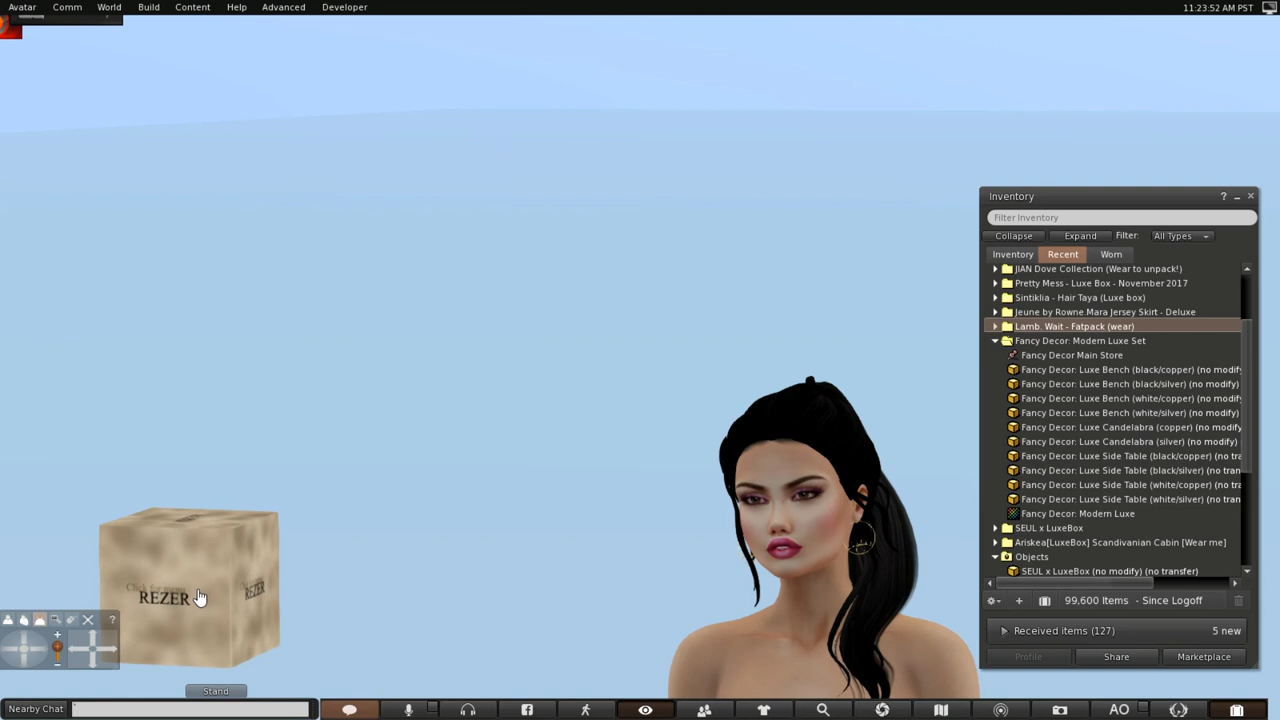 Avatar Comm World Build Content Help Advanced Developer 11:23:52 AM PST
Inventory ?
Filter Inventory
Collapse Expand Filter: All Types
Inventory Recent Worn
JIAN Dove Collection (Wear to unpack!)
Pretty Mess - Luxe Box - November 2017
Sintiklia - Hair Taya (Luxe box)
Jeune by Rowne.Mara Jersey Skirt - Deluxe
Lamb. Wait - Fatpack (wear)
Fancy Decor: Modern Luxe Set
Fancy Decor Main Store
Fancy Decor: Luxe Bench (black/copper) (no modify
Fancy Decor: Luxe Bench (black/silver) (no modify)
Fancy Decor: Luxe Bench (white/copper) (no modify
Fancy Decor: Luxe Bench (white/silver) (no modify)
Fancy Decor: Luxe Candelabra (copper) (no modify
Fancy Decor: Luxe Candelabra (silver) (no modify)
Fancy Decor: Luxe Side Table (black/copper) (no tra
Fancy Decor: Luxe Side Table (black/silver) (no tran
Fancy Decor: Luxe Side Table (white/copper) (no tra
Fancy Decor: Luxe Side Table (white/silver) (no tran
Fancy Decor: Modern Luxe
SEUL x LuxeBox
Ariskea[LuxeBox] Scandivanian Cabin [Wear me]
Objects
SEUL x LuxeBox (no modify) (no transfer)
99,600 Items - Since Logoff
Received items (127) 5 new
Profile Share Marketplace
Click for menu
REZER REZER
?
Stand
Nearby Chat
AO